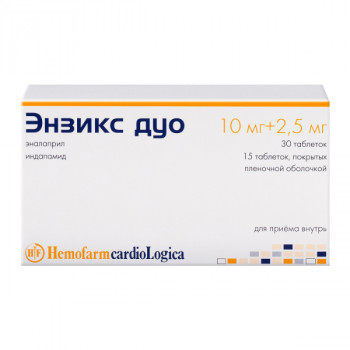 Энзикс дуо
эналаприл
индапамид
10 мг+2,5 мг
30 таблеток
15 таблеток, покрытых
пленочной оболочкой
для приёма внутрь
HF HemofarmcardioLogica